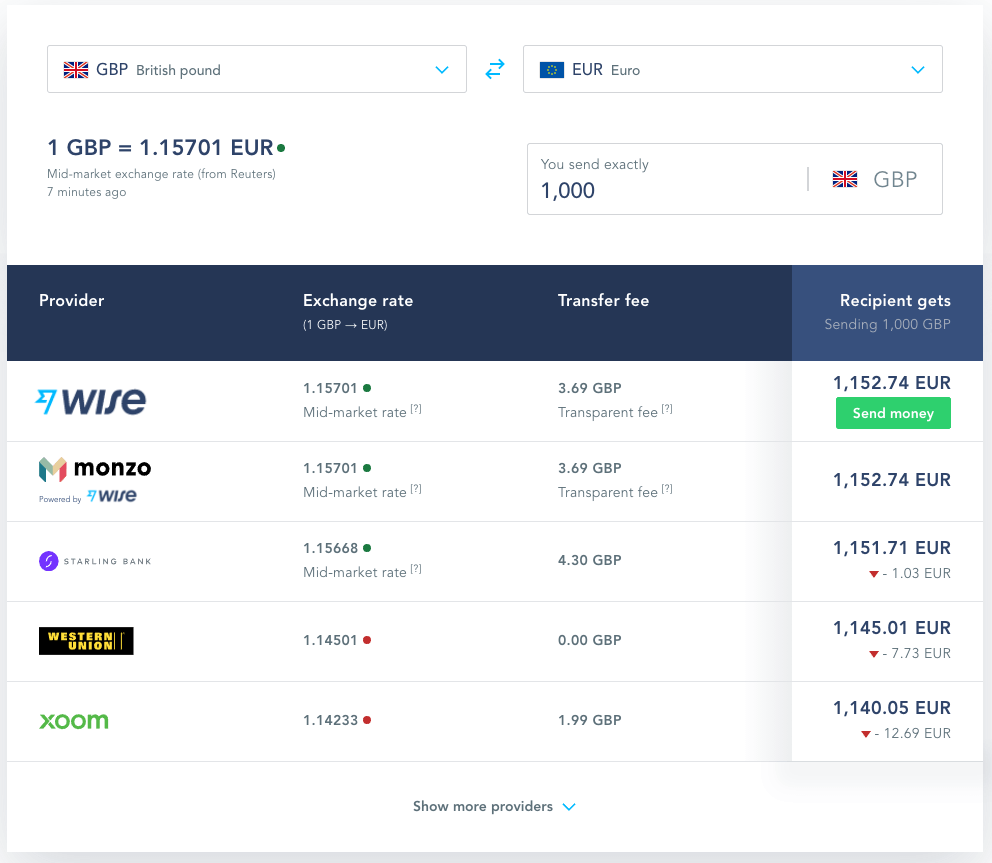 GBP British pound
EUR Euro
1 GBP = 1.15701 EUR
Mid-market exchange rate (from Reuters)
7 minutes ago
You send exactly
1,000
GBP
Provider
Exchange rate
(1 GBP → EUR)
Transfer fee
Recipient gets
Sending 1,000 GBP
WISE
1.15701
Mid-market rate [?]
3.69 GBP
Transparent fee [?]
1,152.74 EUR
Send money
monzo
Powered by WISE
1.15701
Mid-market rate [?]
3.69 GBP
Transparent fee [?]
1,152.74 EUR
STARLING BANK
1.15668
Mid-market rate [?]
4.30 GBP
1,151.71 EUR
- 1.03 EUR
WESTERN
UNION
1.14501
0.00 GBP
1,145.01 EUR
- 7.73 EUR
xoom
1.14233
1.99 GBP
1,140.05 EUR
- 12.69 EUR
Show more providers